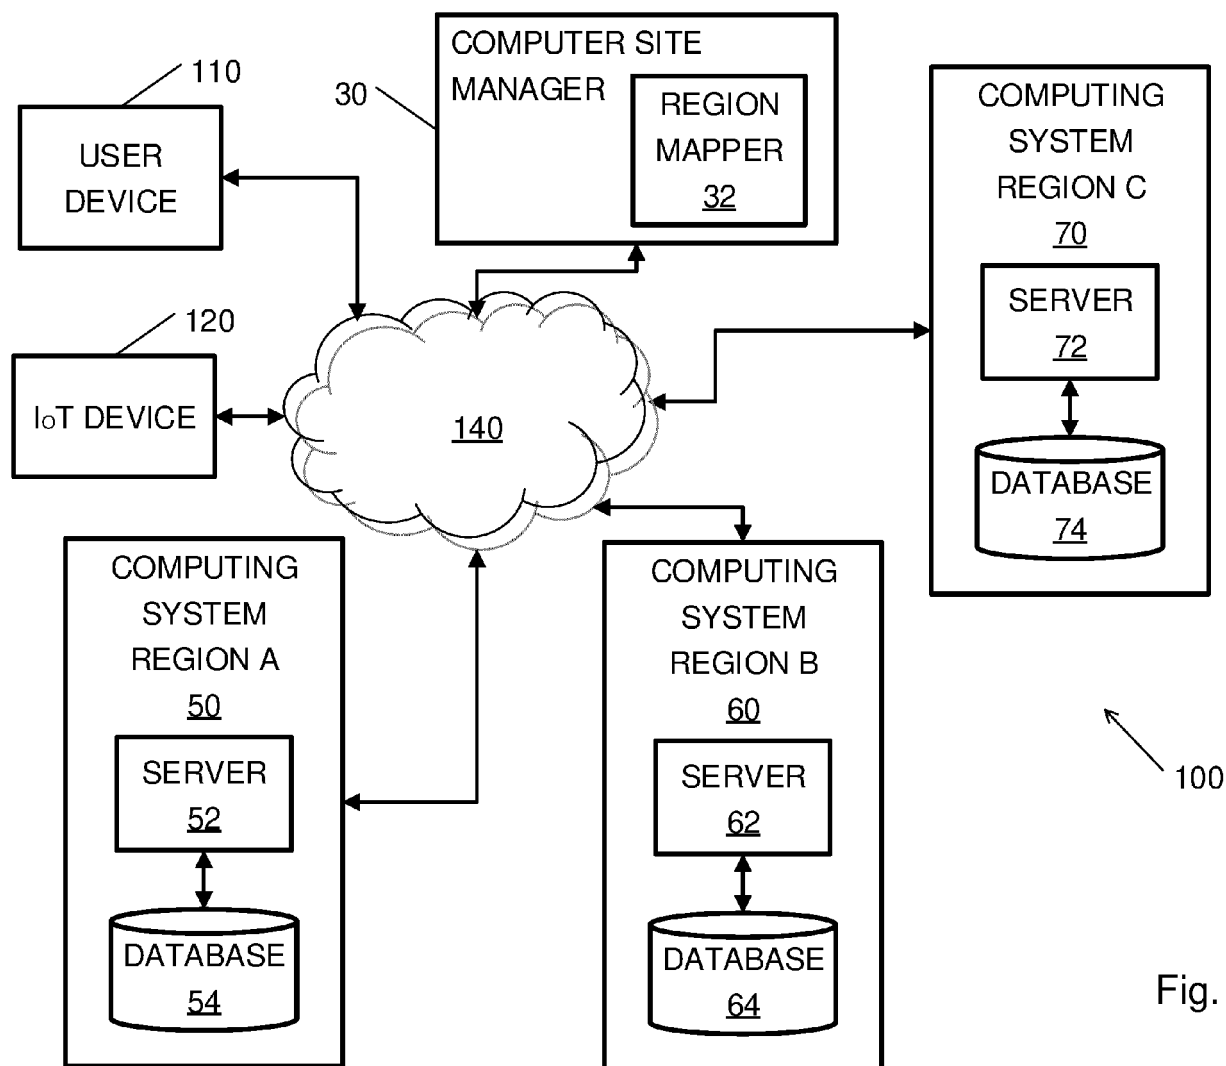 110
USER
DEVICE
30
COMPUTER SITE
MANAGER
REGION
MAPPER
32
COMPUTING
SYSTEM
REGION C
70
SERVER
72
DATABASE
74
120
IoT DEVICE
140
COMPUTING
SYSTEM
REGION A
50
SERVER
52
DATABASE
54
COMPUTING
SYSTEM
REGION B
60
SERVER
62
DATABASE
64
100
Fig.